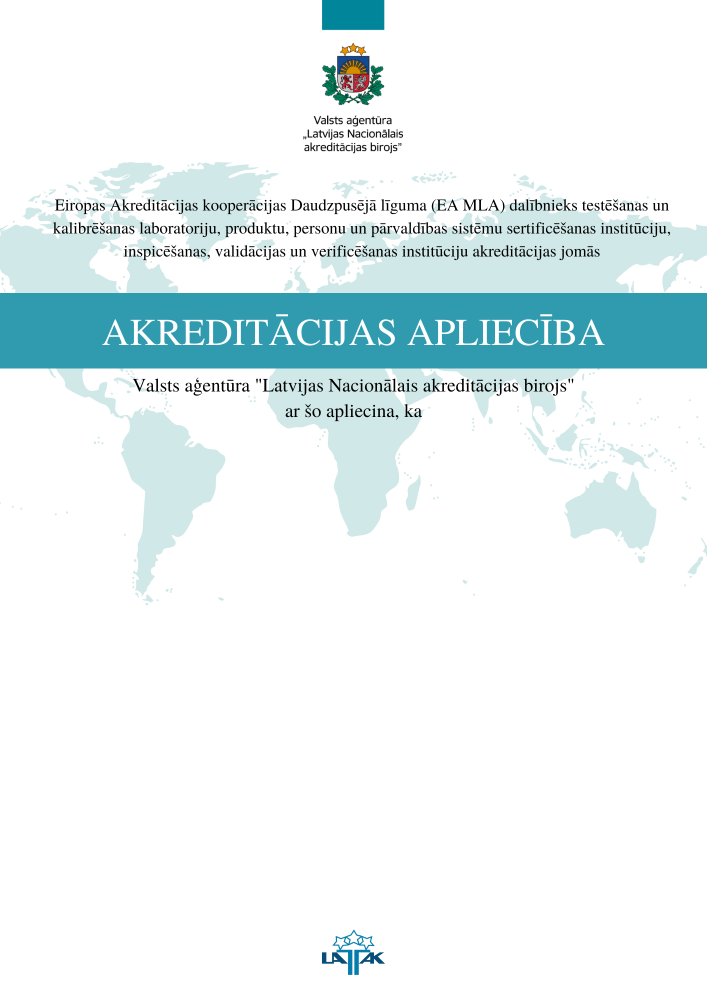 Valsts aģentūra
„Latvijas Nacionālais
akreditācijas birojs”
Eiropas Akreditācijas kooperācijas Daudzpusējā līguma (EA MLA) dalībnieks testēšanas un
kalibrēšanas laboratoriju, produktu, personu un pārvaldības sistēmu sertificēšanas institūciju,
inspicēšanas, validācijas un verificēšanas institūciju akreditācijas jomās
AKREDITĀCIJAS APLIECĪBA
Valsts aģentūra "Latvijas Nacionālais akreditācijas birojs"
ar šo apliecina, ka
LATAK